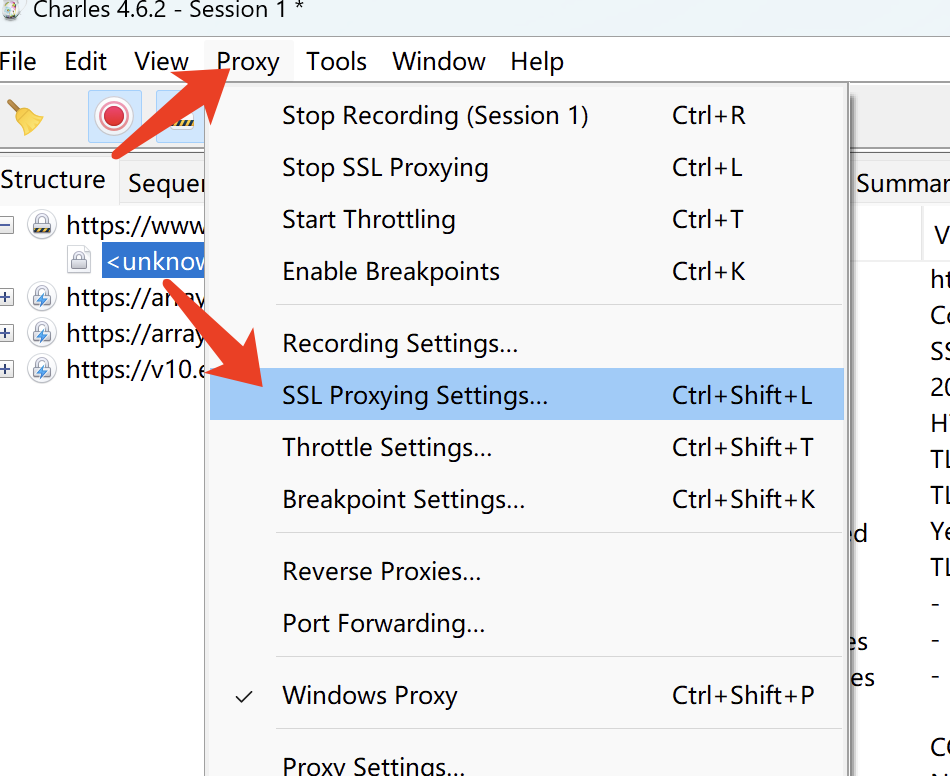 Charles 4.6.2 - Session 1 *
File Edit View Proxy Tools Window Help
Stop Recording (Session 1) Ctrl+R
Stop SSL Proxying Ctrl+L
Start Throttling Ctrl+T
Enable Breakpoints Ctrl+K
Recording Settings...
SSL Proxying Settings... Ctrl+Shift+L
Throttle Settings... Ctrl+Shift+T
Breakpoint Settings... Ctrl+Shift+K
Reverse Proxies...
Port Forwarding...
Windows Proxy Ctrl+Shift+P
Proxy Settings...
Structure Sequen
https://www
<unknow
https://array
https://array
https://v10.e
Summar
V
ht
Co
SS
20
H
TL
TL
ed Ye
TL
-
es -
es -
CO